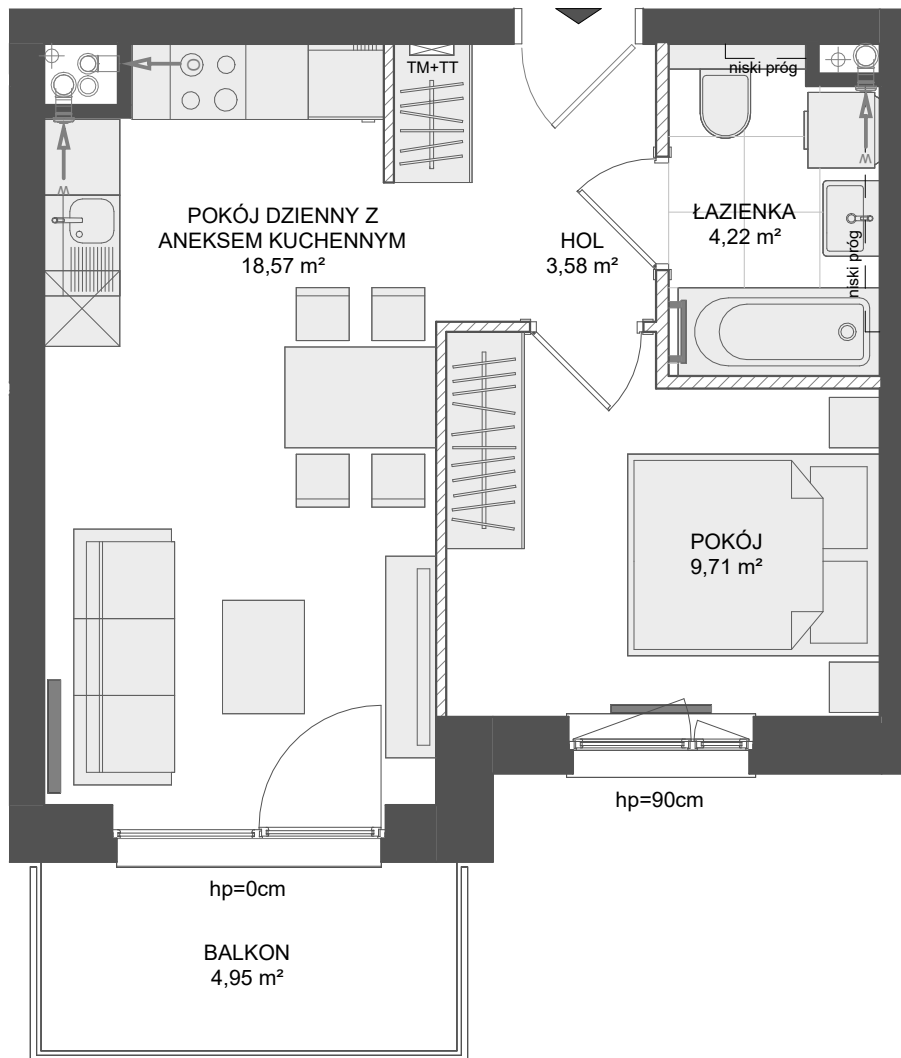 TM+TT
niski próg
POKÓJ DZIENNY Z
ANEKSEM KUCHENNYM
18,57 m²
HOL
3,58 m²
ŁAZIENKA
4,22 m²
niski próg
W
W
POKÓJ
9,71 m²
hp=90cm
hp=0cm
BALKON
4,95 m²